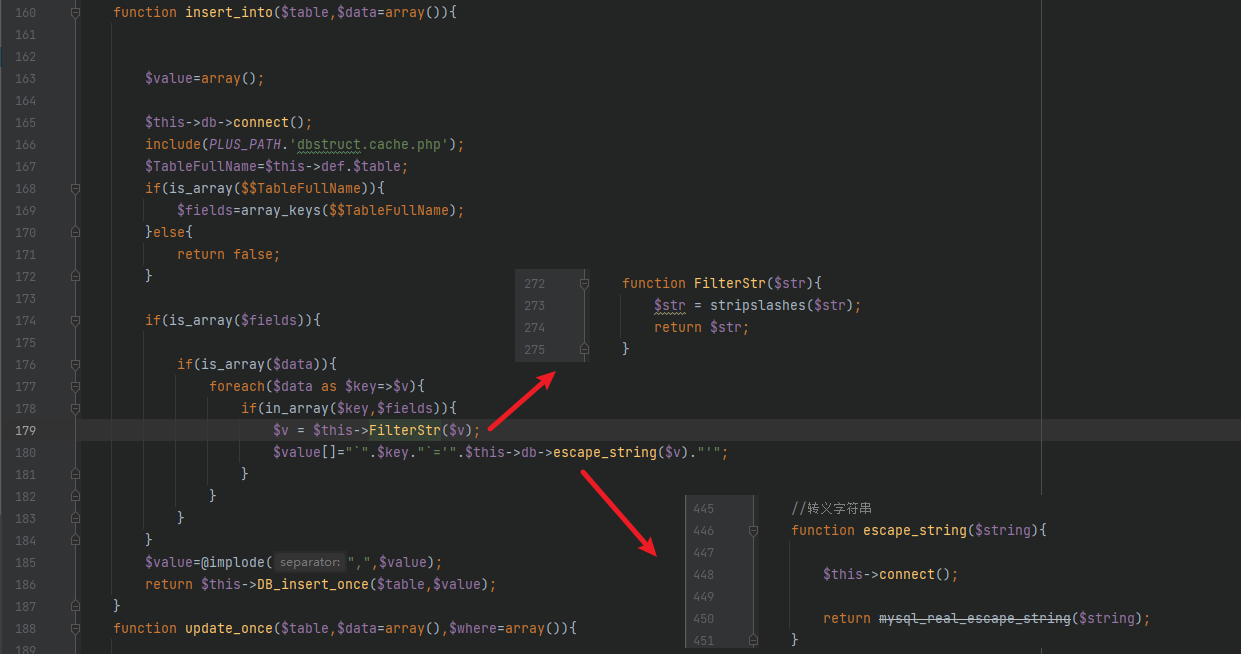 160 function insert_into($table,$data=array()){
161
162
163 $value=array();
164
165 $this->db->connect();
166 include(PLUS_PATH.'dbstruct.cache.php');
167 $TableFullName=$this->def.$table;
168 if(is_array($$TableFullName)){
169 $fields=array_keys($$TableFullName);
170 }else{
171 return false;
172 }
173
174 if(is_array($fields)){
175
176 if(is_array($data)){
177 foreach($data as $key=>$v){
178 if(in_array($key,$fields)){
179 $v = $this->FilterStr($v);
180 $value[]="`".$key."`='".$this->db->escape_string($v)."'";
181 }
182 }
183 }
184 }
185 $value=@implode( separator: ",",$value);
186 return $this->DB_insert_once($table,$value);
187 }
188 function update_once($table,$data=array(),$where=array()){
189
272 function FilterStr($str){
273 $str = stripslashes($str);
274 return $str;
275 }
445 //转义字符串
446 function escape_string($string){
447
448 $this->connect();
449
450 return mysql_real_escape_string($string);
451 }